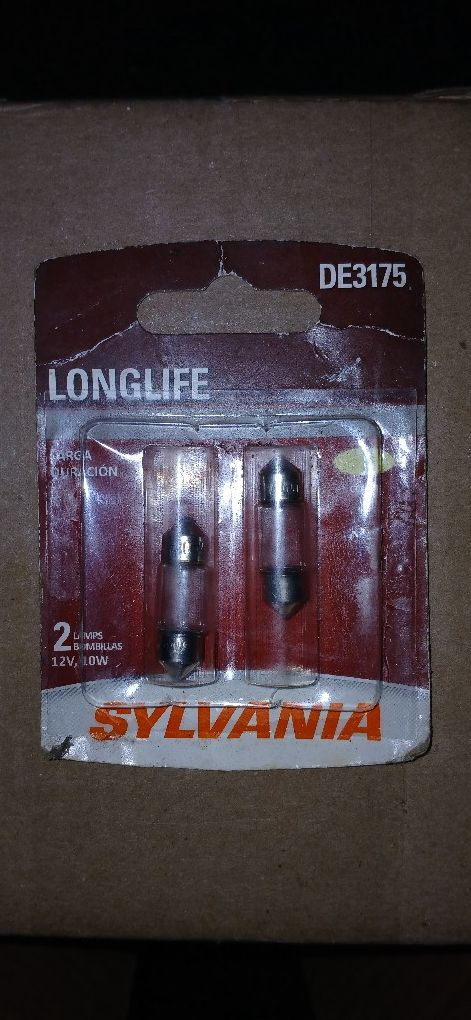 DE3175
LONGLIFE
LARGA
DURACIÓN
2 LAMPS
BOMBILLAS
12V, 10W
SYLVANIA